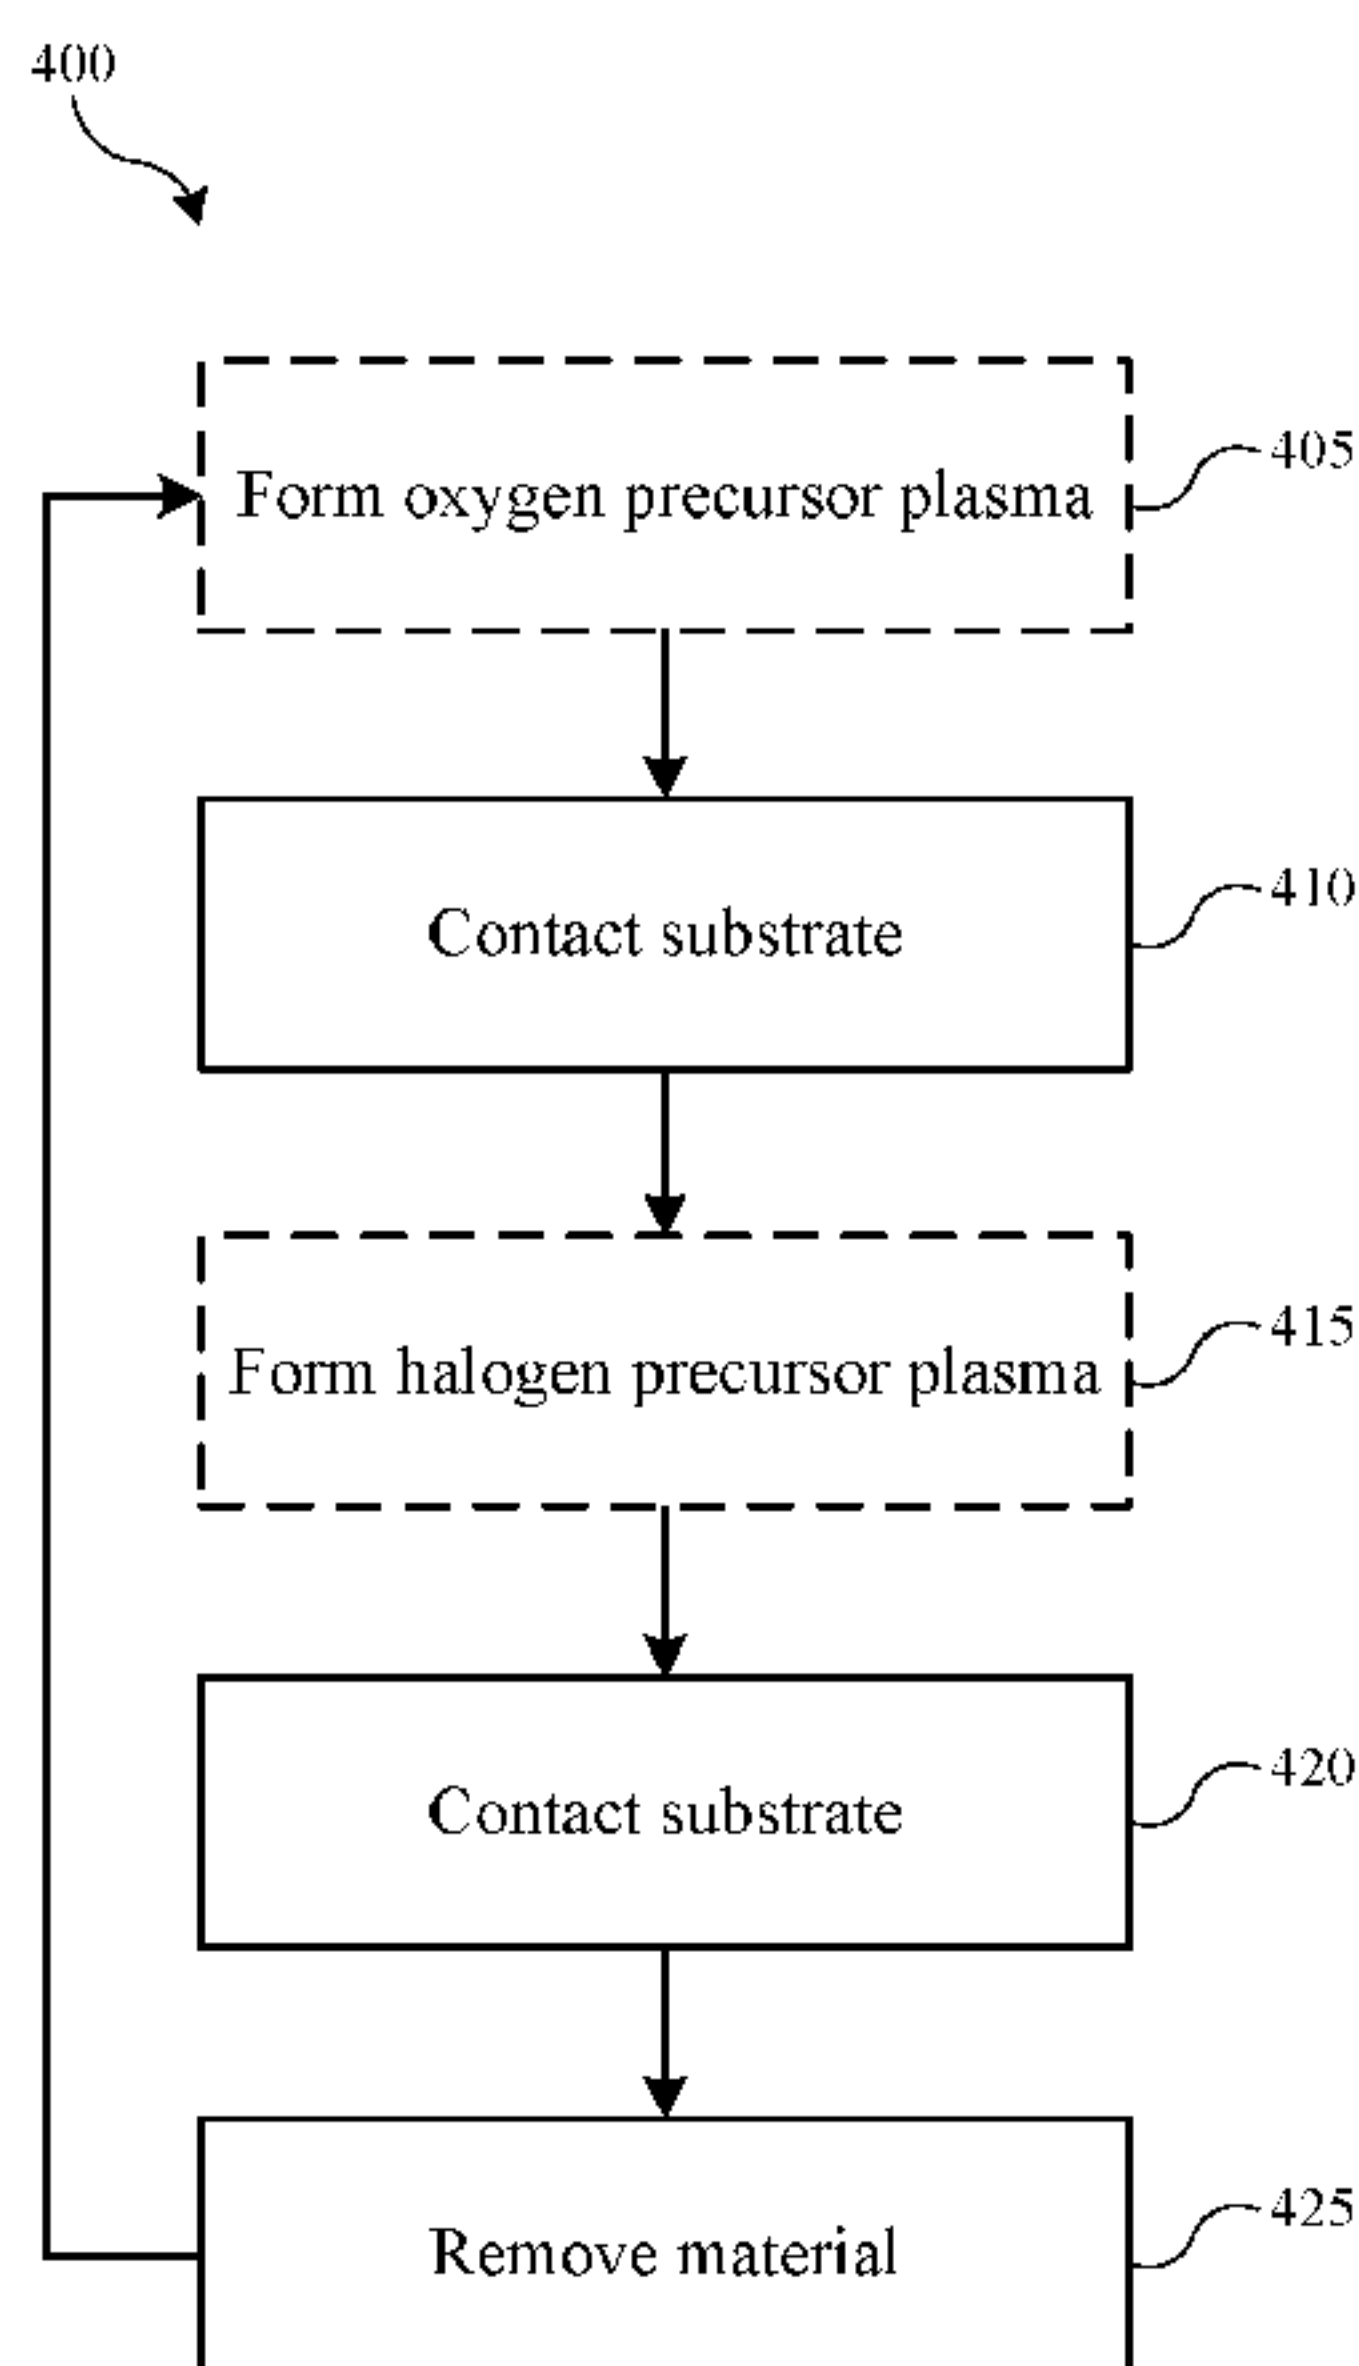 400
Form oxygen precursor plasma
405
Contact substrate
410
Form halogen precursor plasma
415
Contact substrate
420
Remove material
425